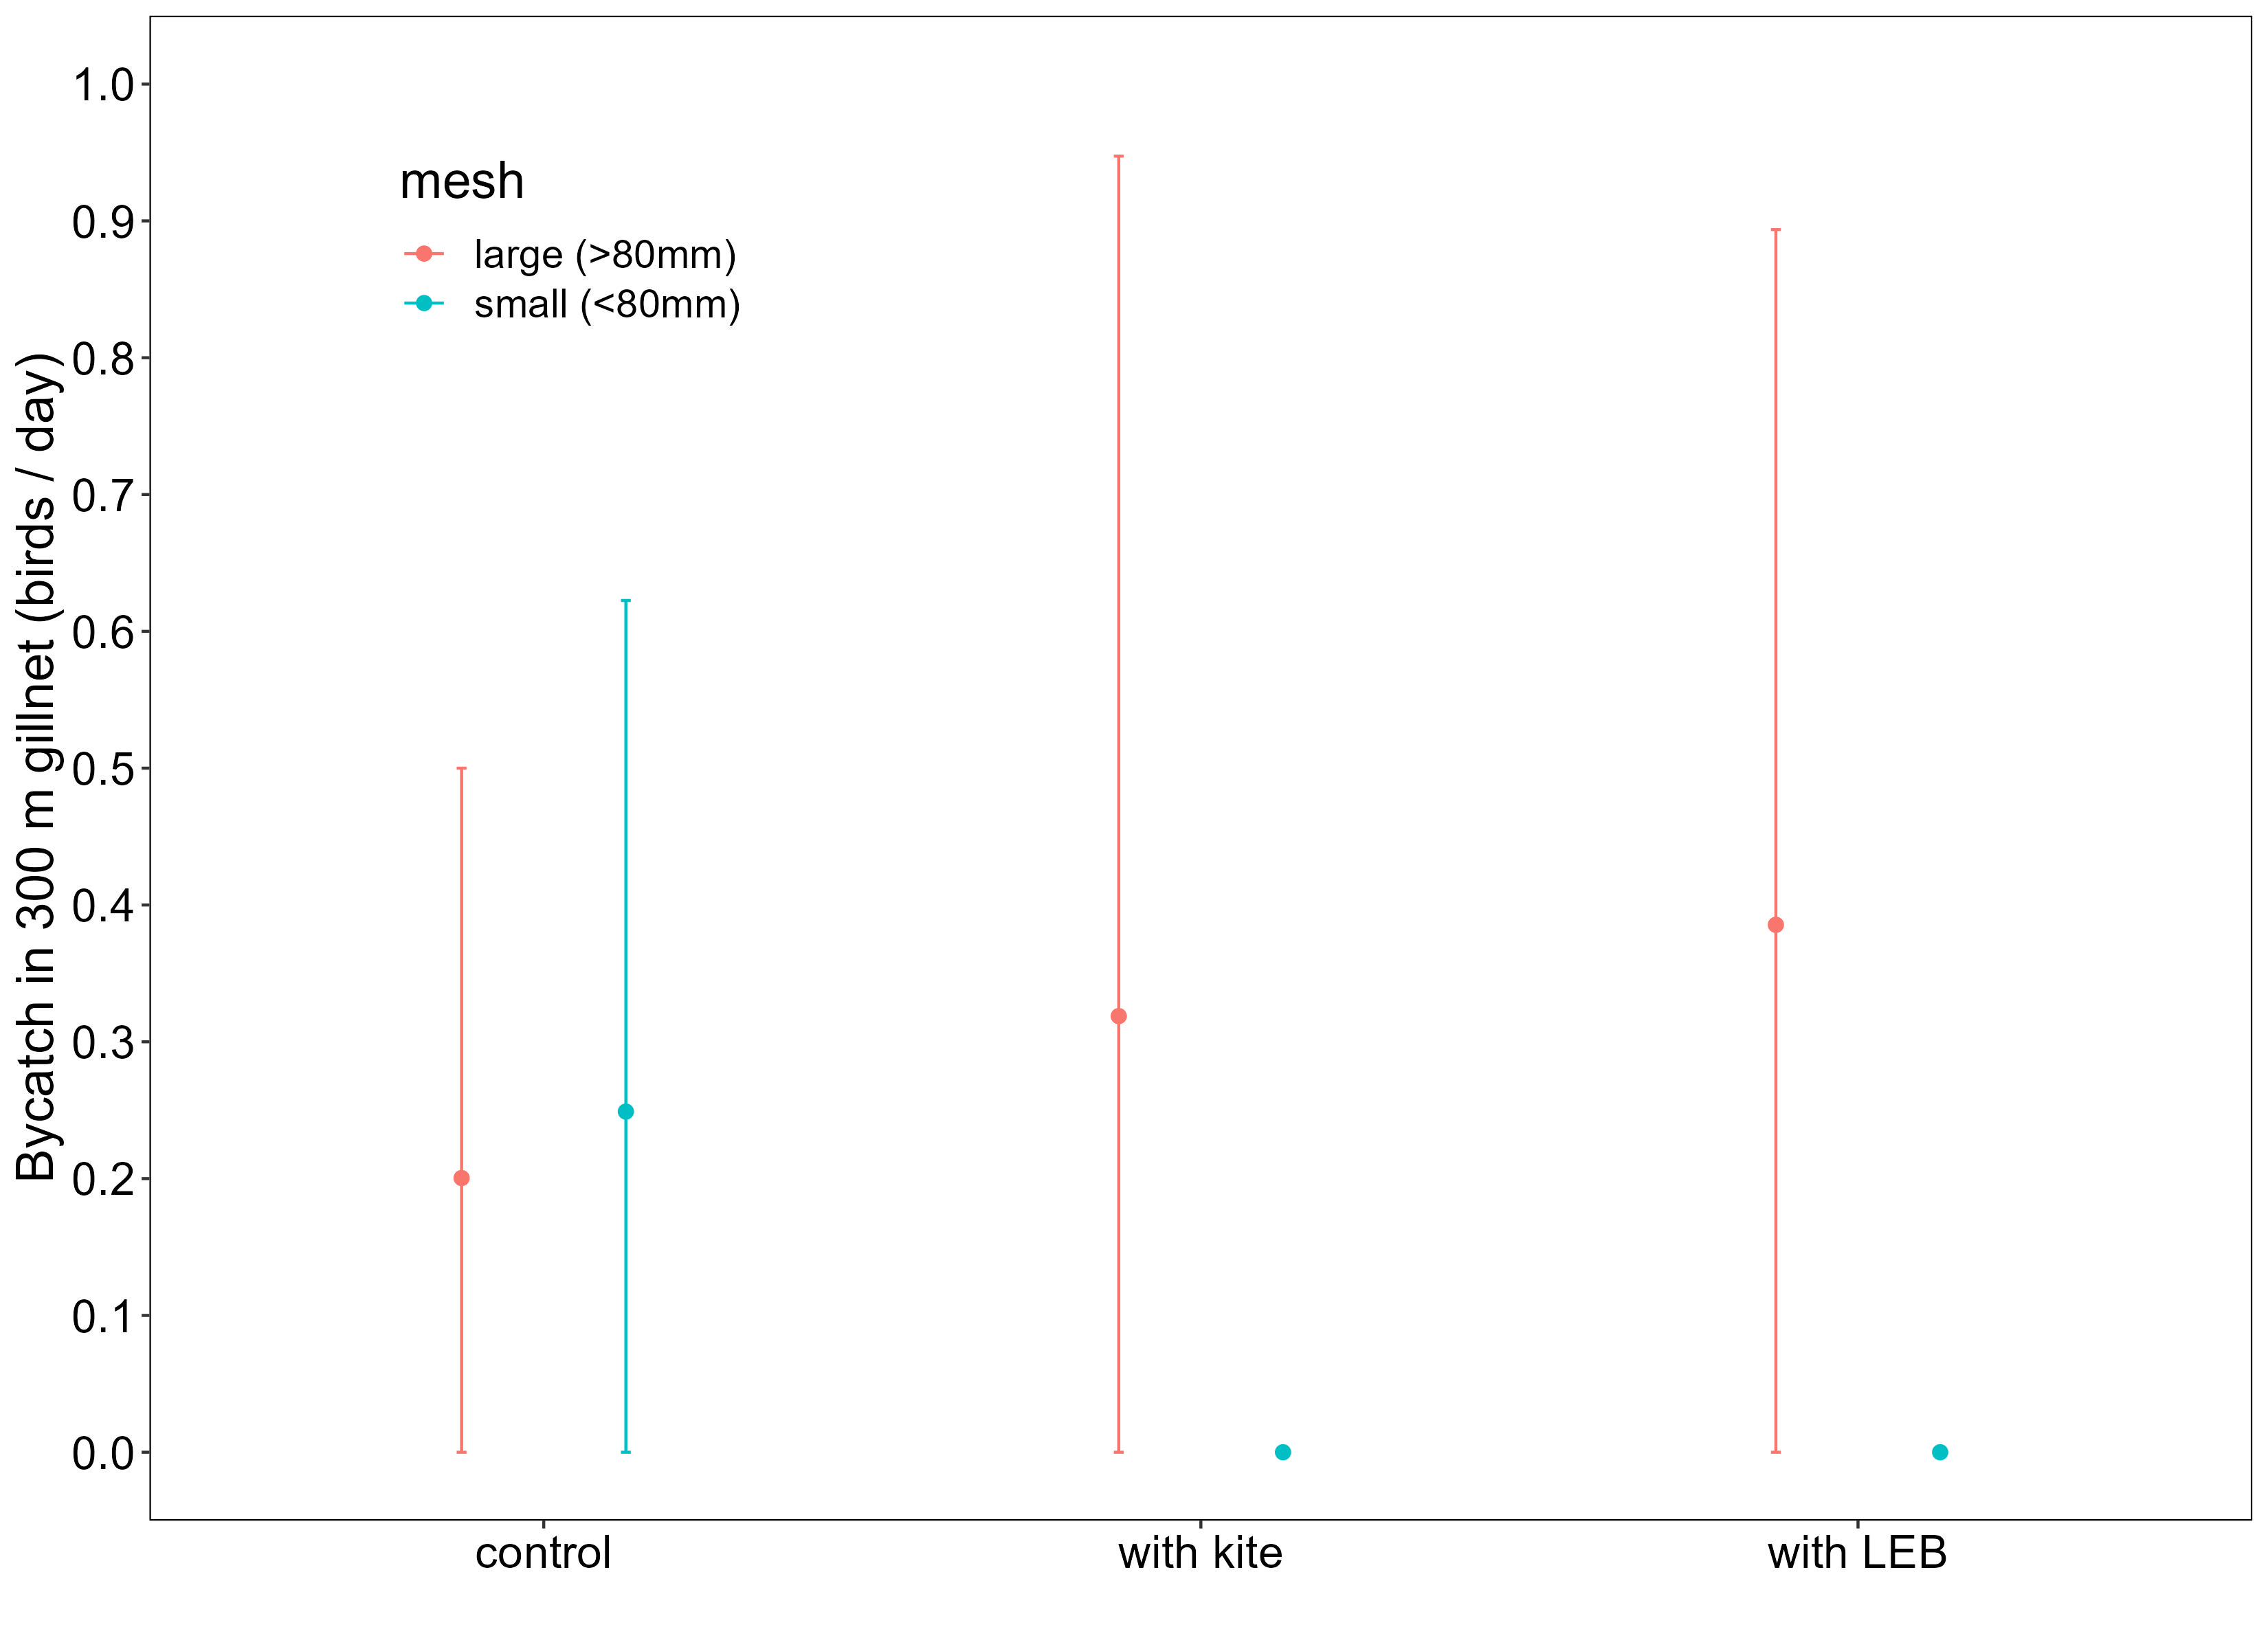 Bycatch in 300 m gillnet (birds / day)
1.0
0.9
0.8
0.7
0.6
0.5
0.4
0.3
0.2
0.1
0.0
mesh
large (>80mm)
small (<80mm)
control
with kite
with LEB